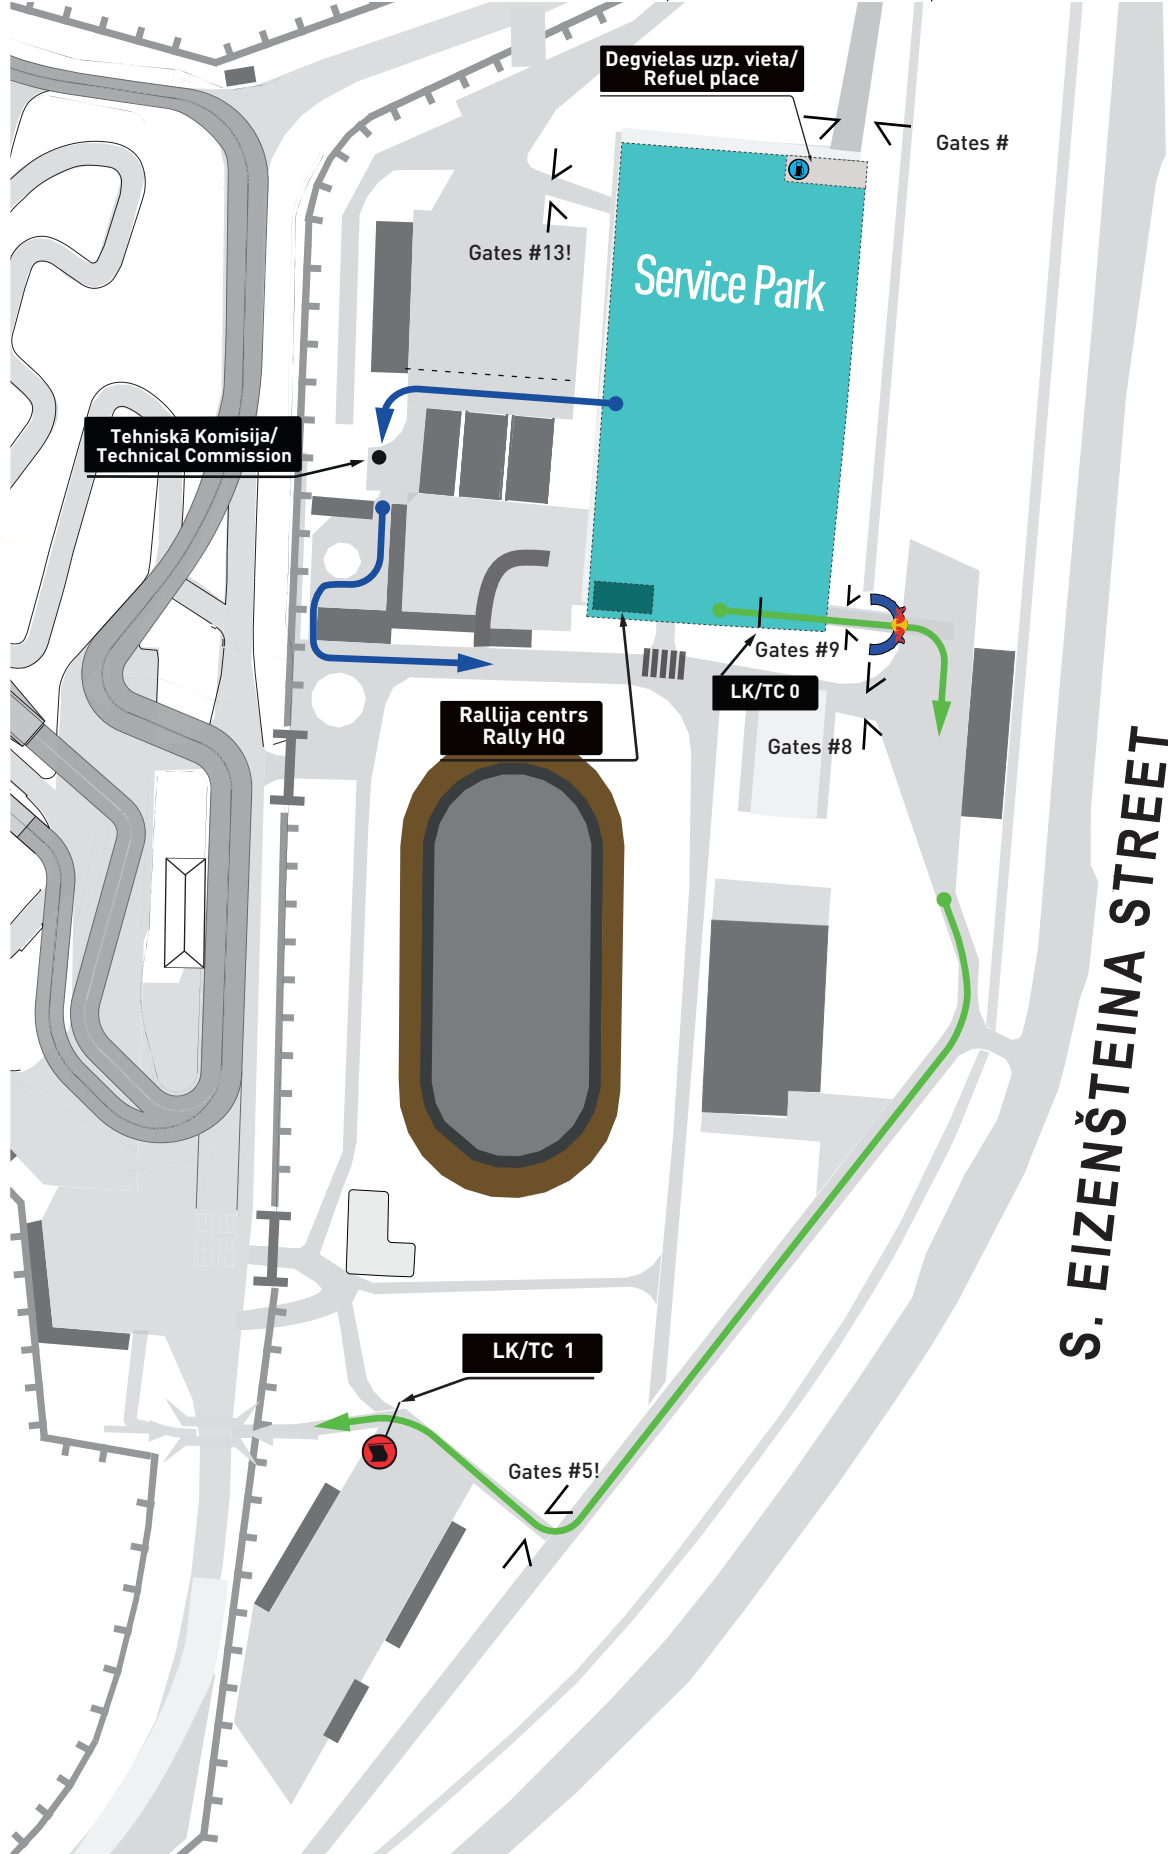 Degvielas uzp. vieta/
Refuel place
Gates #
Gates #13!
Service Park
Tehniskā Komisija/
Technical Commission
Gates #9
LK/TC 0
Rallija centrs
Rally HQ
Gates #8
S. EIZENŠTEINA STREET
LK/TC 1
Gates #5!